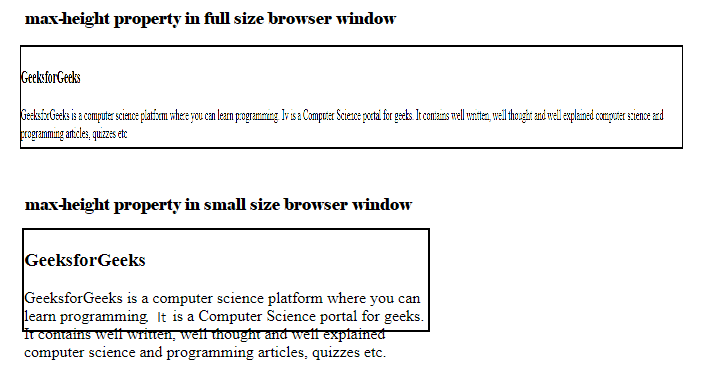 max-height property in full size browser window
GeeksforGeeks
GeeksforGeeks is a computer science platform where you can learn programming. Iv is a Computer Science portal for geeks. It contains well written, well thought and well explained computer science and
programming articles, quizzes etc
max-height property in small size browser window
GeeksforGeeks
GeeksforGeeks is a computer science platform where you can
learn programming. It is a Computer Science portal for geeks.
It contains well written, well thought and well explained
computer science and programming articles, quizzes etc.